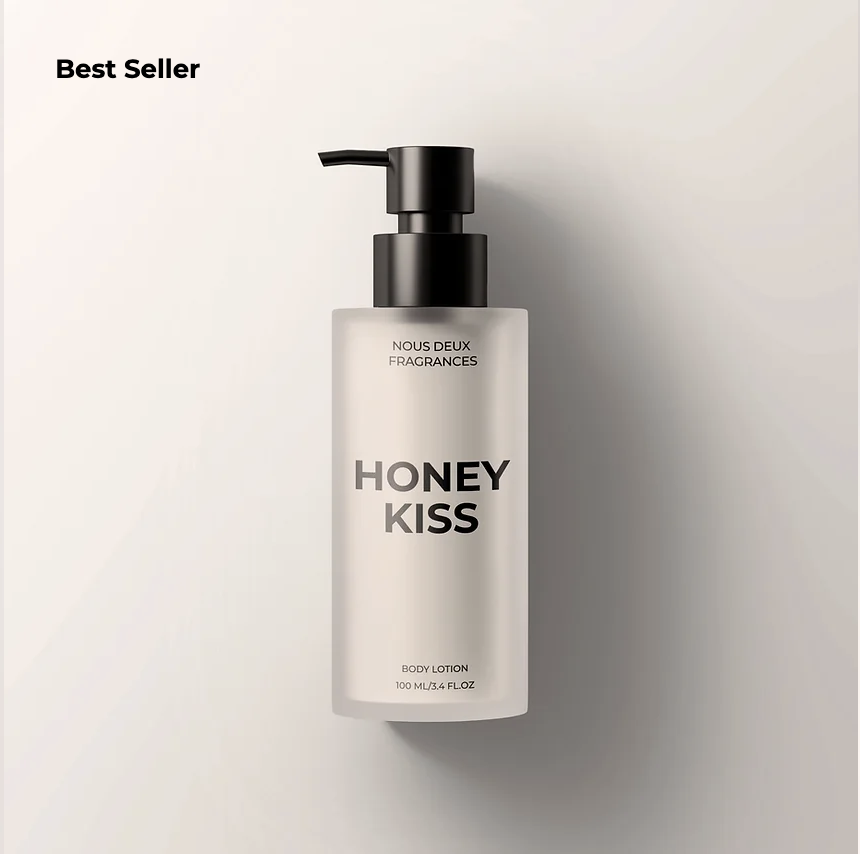 Best Seller
NOUS DEUX
FRAGRANCES
HONEY
KISS
BODY LOTION
100 ML/3.4 FL.OZ